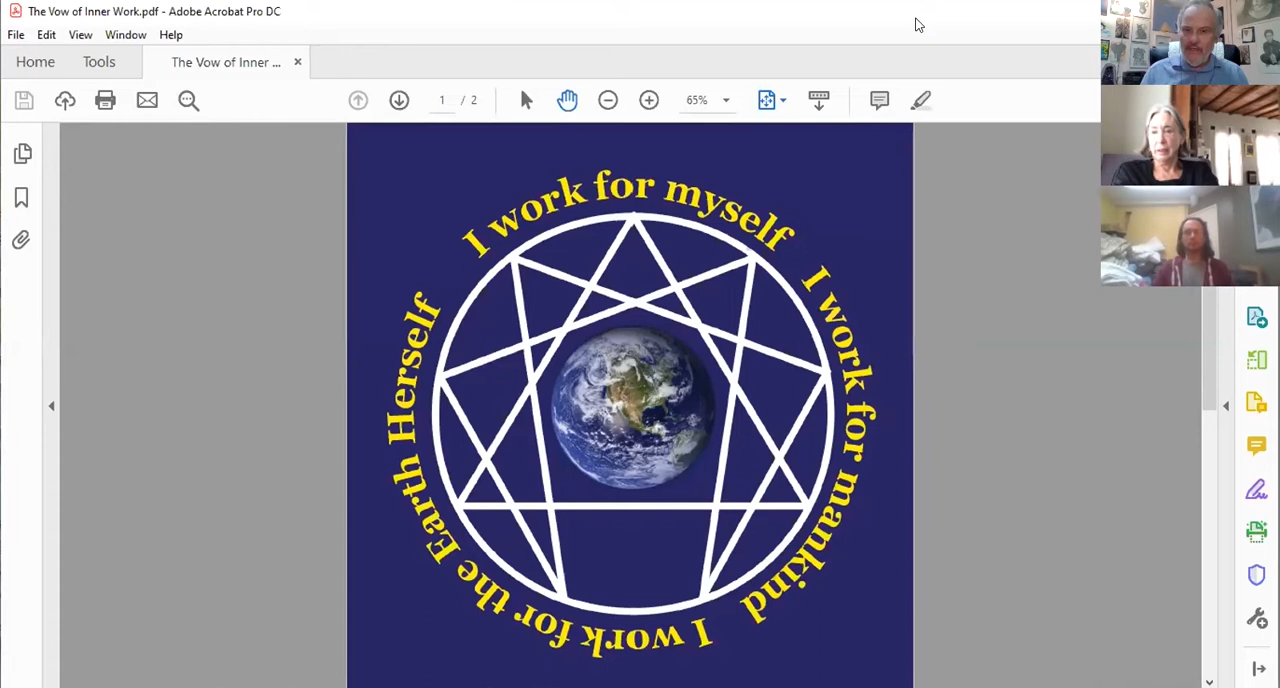 The Vow of Inner Work.pdf - Adobe Acrobat Pro DC
File Edit View Window Help
Home Tools The Vow of Inner ... ×
1 / 2 65%
I work for myself
I work for mankind
I work for the Earth Herself